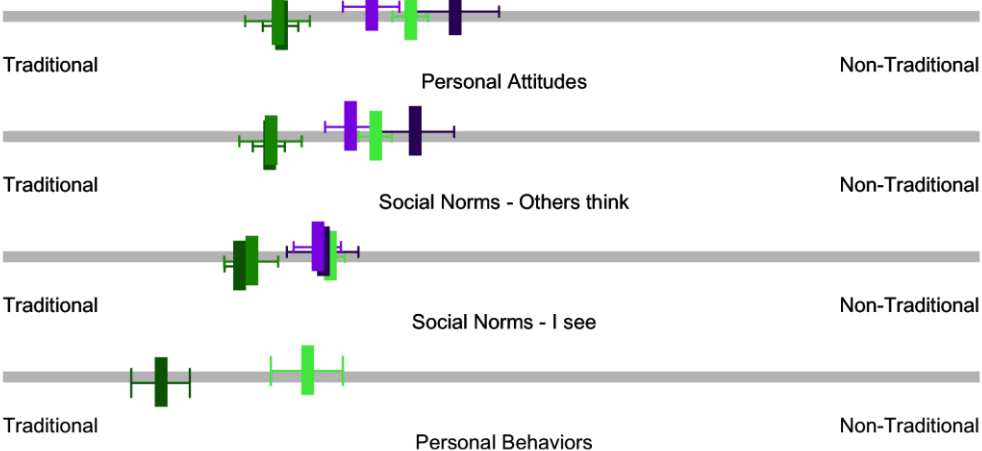 Traditional
Non-Traditional
Personal Attitudes
Traditional
Non-Traditional
Social Norms - Others think
Traditional
Non-Traditional
Social Norms - I see
Traditional
Non-Traditional
Personal Behaviors